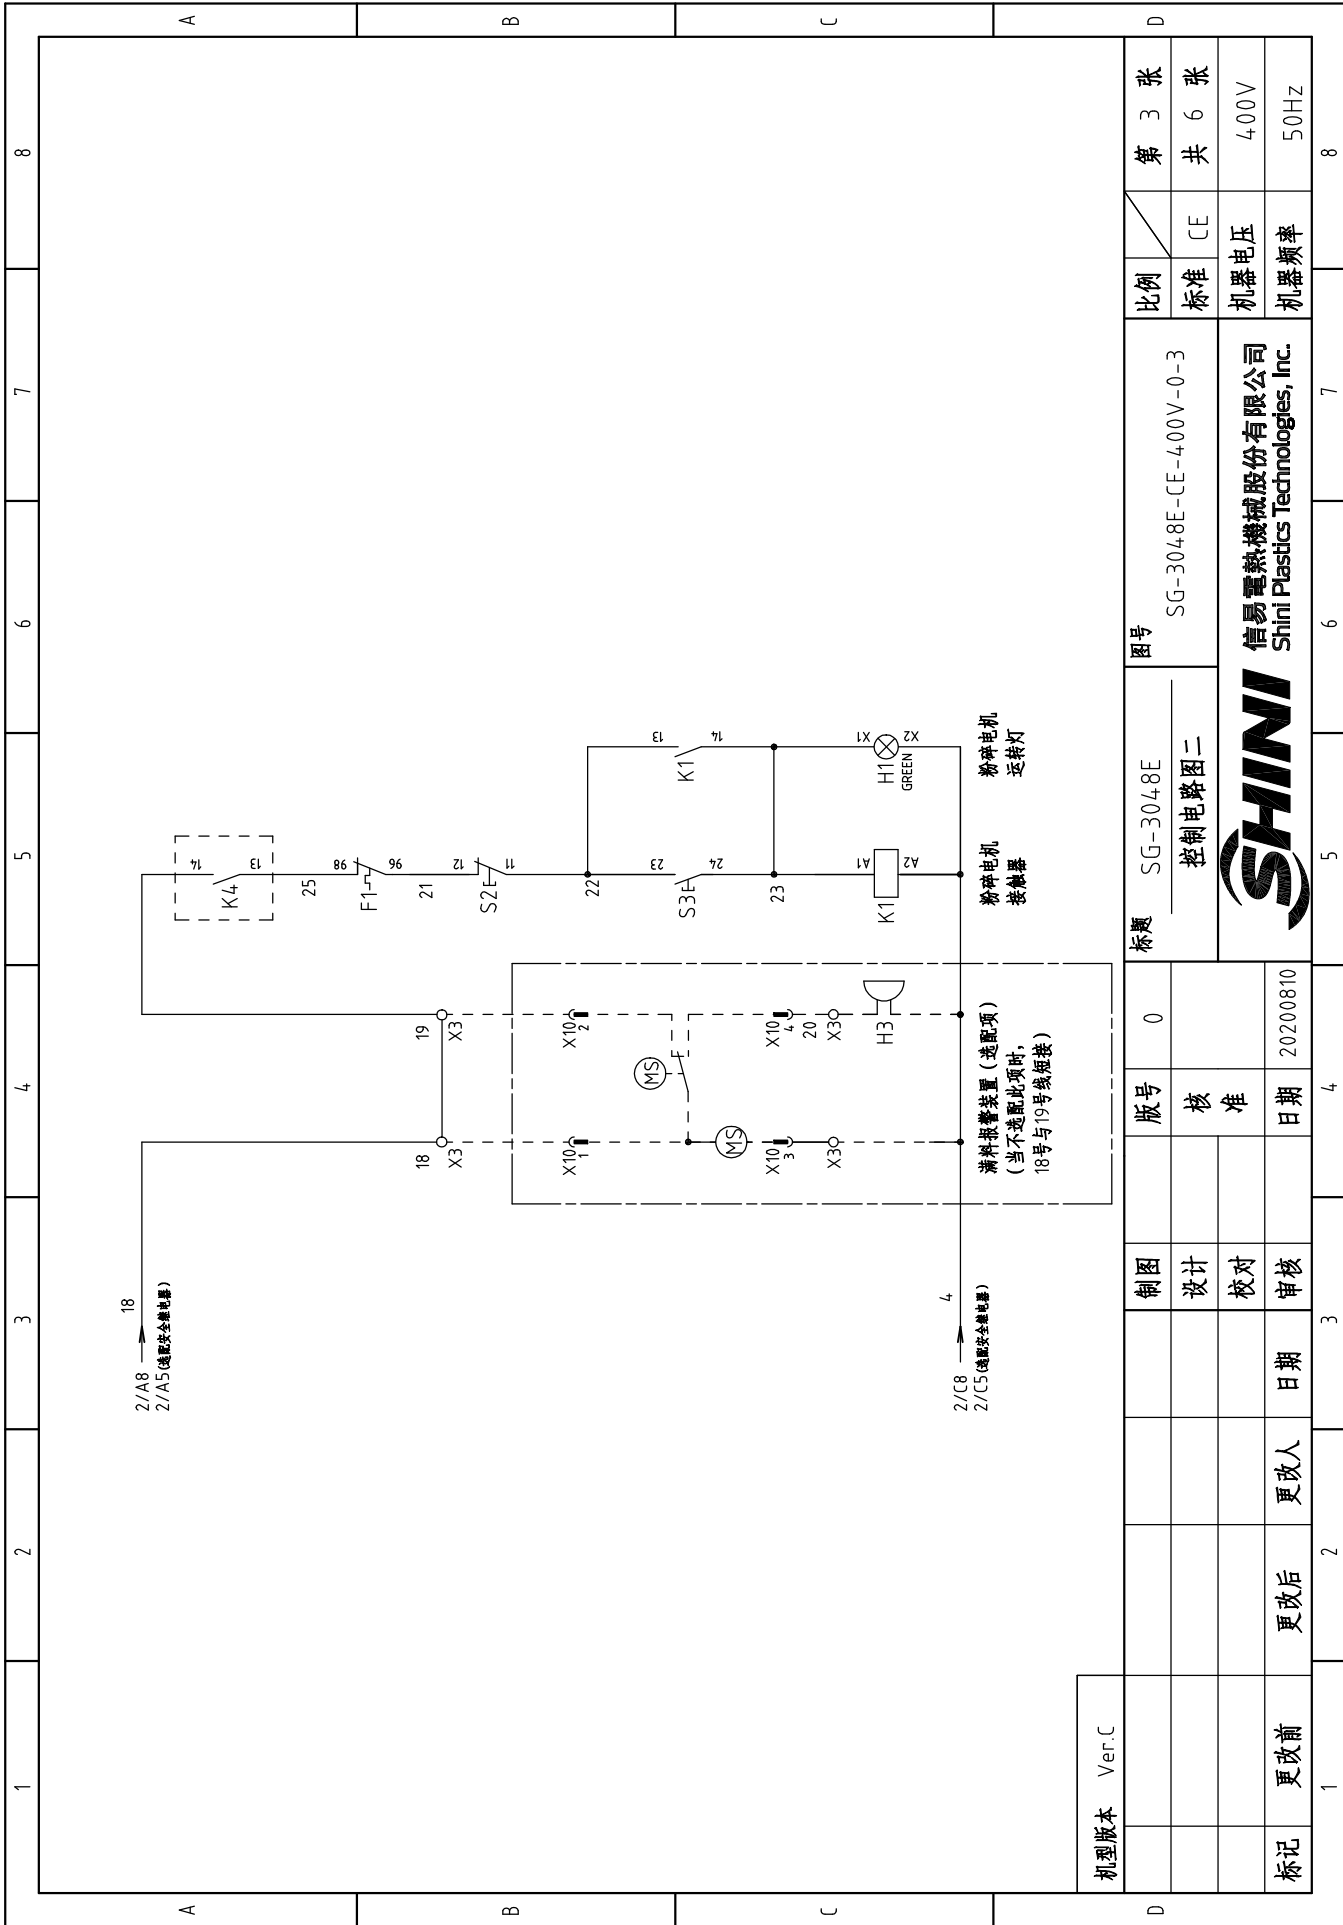 1 2 3 4 5 6 7 8
A
B
C
D
A
B
C
D
1 2 3 4 5 6 7 8
18
2/A8
2/A5(选配安全继电器)
4
2/C8
2/C5(选配安全继电器)
18
X3
19
X3
X10
1
X10
2
MS
MS
X10
3
X10
4
20
X3
X3
H3
满料报警装置(选配项)
(当不选配此项时,
18号与19号线短接)
14
K4
13
25
98
F1
96
21
12
S2
11
22
23
S3
24
23
A1
K1
A2
粉碎电机
接触器
13
K1
14
X1
H1
GREEN
X2
粉碎电机
运转灯
机型版本 Ver.C
标记 更改前 更改后 更改人 日期
制图
设计
校对
审核
版号 0
核
准
日期 20200810
标题
SG-3048E
控制电路图二
图号
SG-3048E-CE-400V-0-3
比例
第 3 张
标准 CE
共 6 张
机器电压 400V
机器频率 50Hz
SHINI
信易電熱機械股份有限公司
Shini Plastics Technologies, Inc.